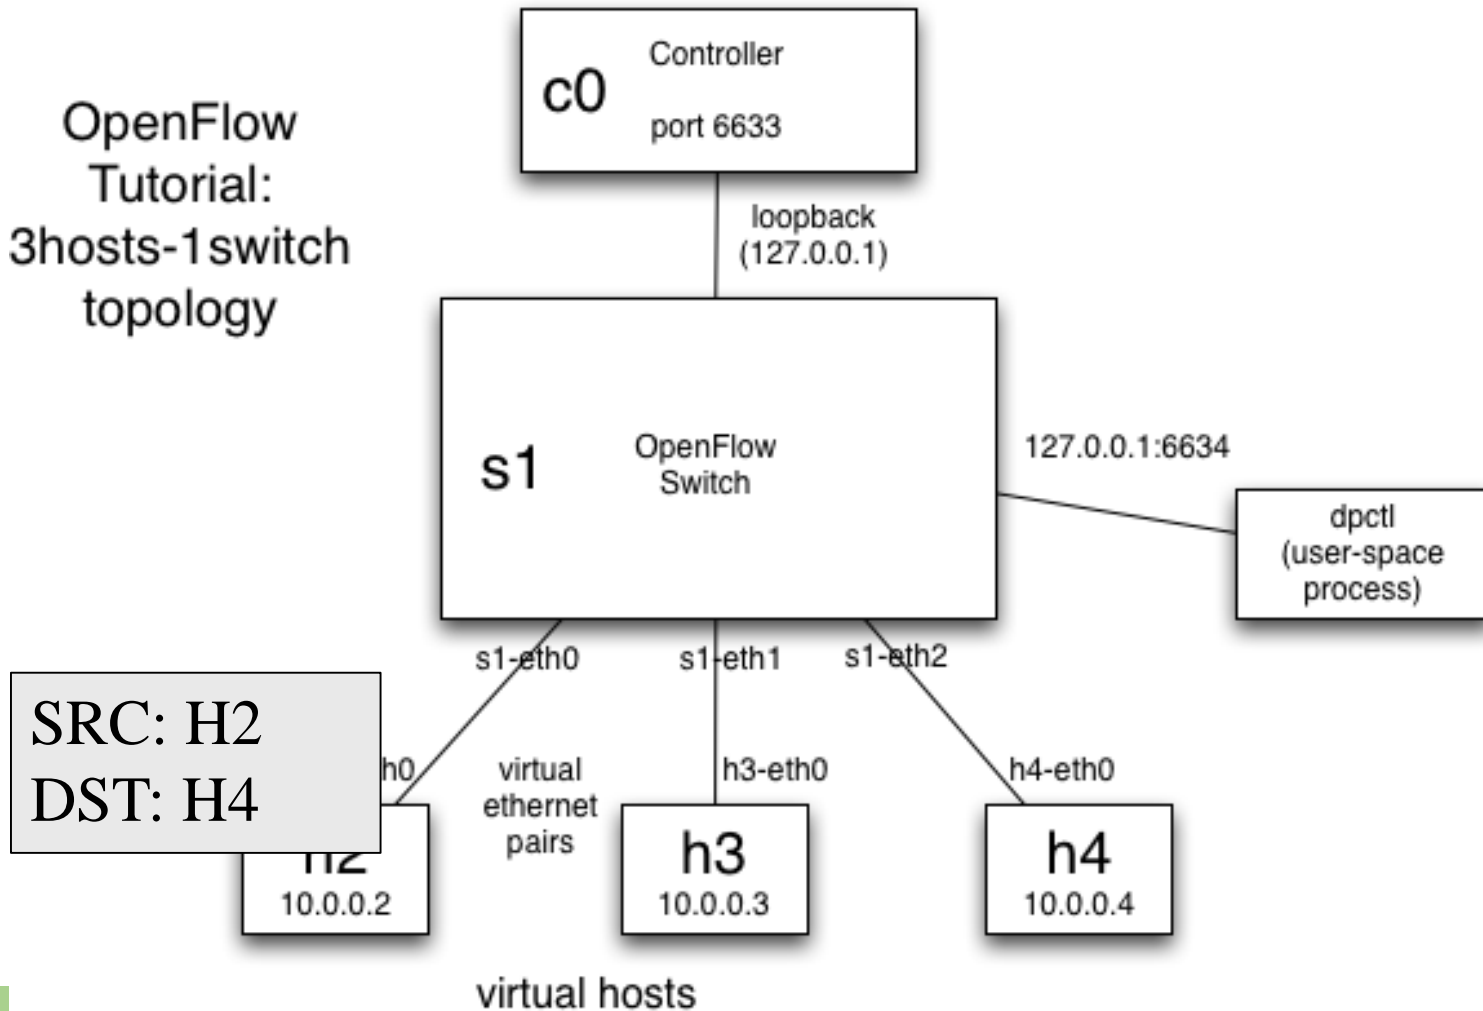 Controller
c0
port 6633
OpenFlow
Tutorial:
3hosts-1switch
topology
loopback
(127.0.0.1)
s1
OpenFlow
Switch
127.0.0.1:6634
dpctl
(user-space
process)
s1-eth0
s1-eth1
s1-eth2
SRC: H2
DST: H4
h0
virtual
ethernet
pairs
h3-eth0
h4-eth0
h2
10.0.0.2
h3
10.0.0.3
h4
10.0.0.4
virtual hosts